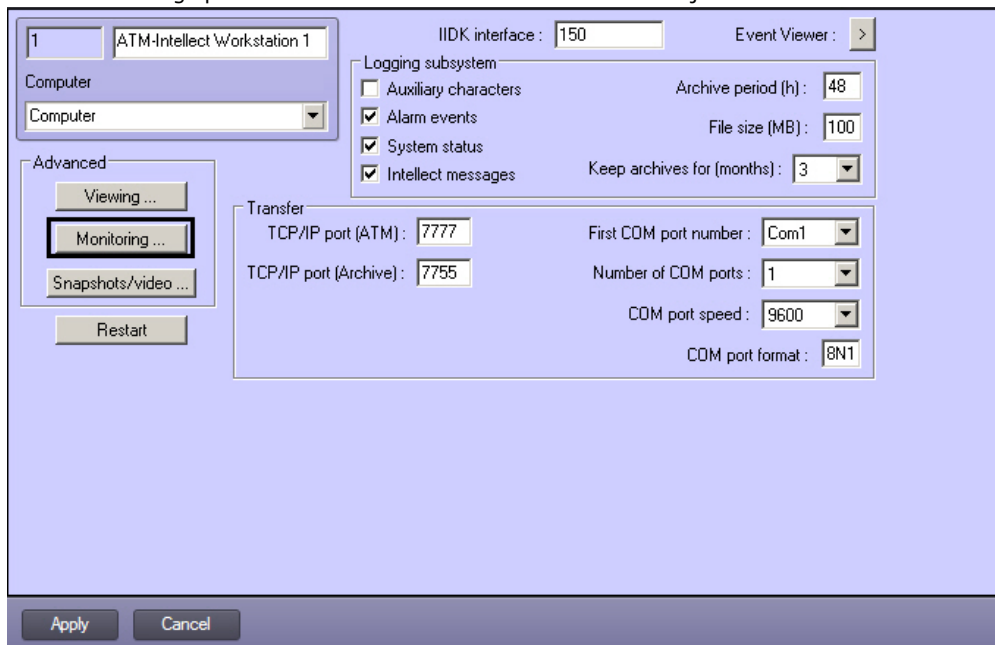 1
ATM-Intellect Workstation 1
Computer
Computer
IIDK interface : 150
Event Viewer : >
Logging subsystem
Auxiliary characters
Alarm events
System status
Intellect messages
Archive period (h) : 48
File size (MB) : 100
Keep archives for (months) : 3
Advanced
Viewing ...
Monitoring ...
Snapshots/video ...
Restart
Transfer
TCP/IP port (ATM) : 7777
TCP/IP port (Archive) : 7755
First COM port number : Com1
Number of COM ports : 1
COM port speed : 9600
COM port format : 8N1
Apply
Cancel